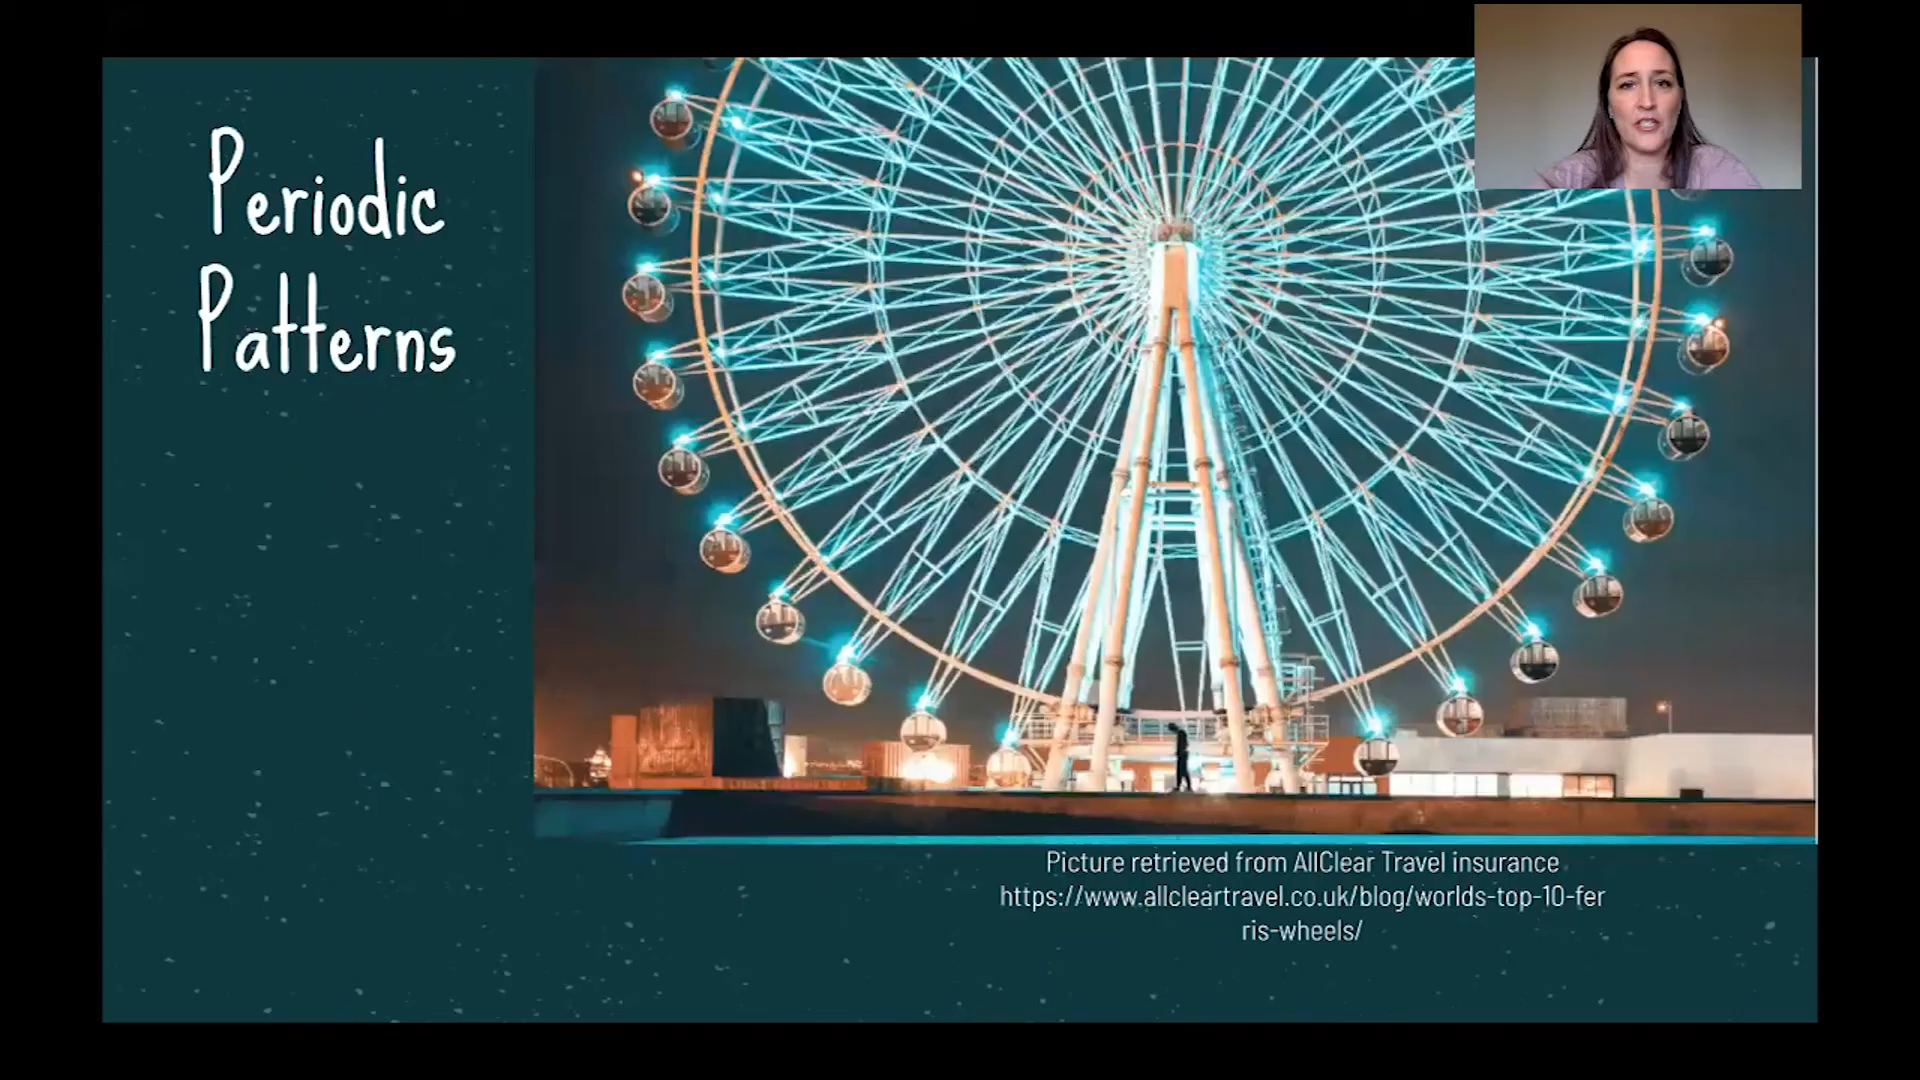 Periodic
Patterns
Picture retrieved from AllClear Travel insurance
https://www.allcleartravel.co.uk/blog/worlds-top-10-fer
ris-wheels/